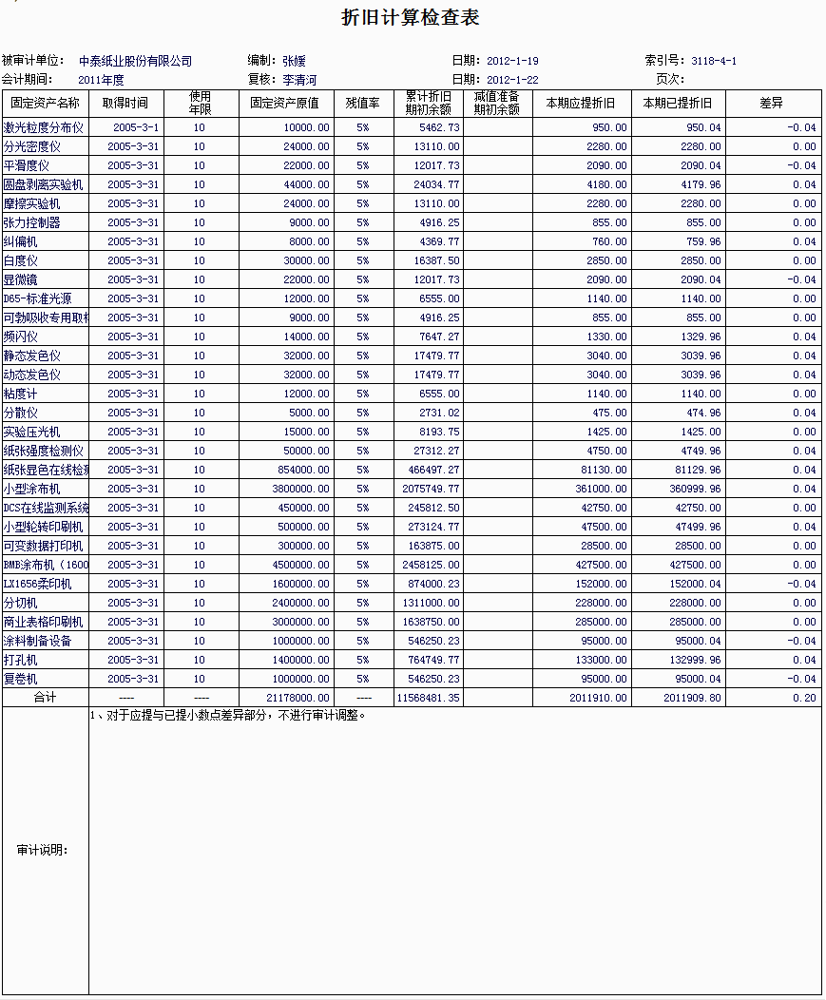 折旧计算检查表
被审计单位： 中泰纸业股份有限公司 编制：张媛 日期：2012-1-19 索引号：3118-4-1
会计期间： 2011年度 复核：李清河 日期：2012-1-22 页次：
固定资产名称 取得时间 使用年限 固定资产原值 残值率 累计折旧期初余额 减值准备期初余额 本期应提折旧 本期已提折旧 差异
激光粒度分布仪 2005-3-1 10 10000.00 5% 5462.73 950.00 950.04 -0.04
分光密度仪 2005-3-31 10 24000.00 5% 13110.00 2280.00 2280.00 0.00
平滑度仪 2005-3-31 10 22000.00 5% 12017.73 2090.00 2090.04 -0.04
圆盘剥离实验机 2005-3-31 10 44000.00 5% 24034.77 4180.00 4179.96 0.04
摩擦实验机 2005-3-31 10 24000.00 5% 13110.00 2280.00 2280.00 0.00
张力控制器 2005-3-31 10 9000.00 5% 4916.25 855.00 855.00 0.00
纠偏机 2005-3-31 10 8000.00 5% 4369.77 760.00 759.96 0.04
白度仪 2005-3-31 10 30000.00 5% 16387.50 2850.00 2850.00 0.00
显微镜 2005-3-31 10 22000.00 5% 12017.73 2090.00 2090.04 -0.04
D65-标准光源 2005-3-31 10 12000.00 5% 6555.00 1140.00 1140.00 0.00
可勃吸收专用取样 2005-3-31 10 9000.00 5% 4916.25 855.00 855.00 0.00
频闪仪 2005-3-31 10 14000.00 5% 7647.27 1330.00 1329.96 0.04
静态发色仪 2005-3-31 10 32000.00 5% 17479.77 3040.00 3039.96 0.04
动态发色仪 2005-3-31 10 32000.00 5% 17479.77 3040.00 3039.96 0.04
粘度计 2005-3-31 10 12000.00 5% 6555.00 1140.00 1140.00 0.00
分散仪 2005-3-31 10 5000.00 5% 2731.02 475.00 474.96 0.04
实验压光机 2005-3-31 10 15000.00 5% 8193.75 1425.00 1425.00 0.00
纸张强度检测仪 2005-3-31 10 50000.00 5% 27312.27 4750.00 4749.96 0.04
纸张显色在线检测 2005-3-31 10 854000.00 5% 466497.27 81130.00 81129.96 0.04
小型涂布机 2005-3-31 10 3800000.00 5% 2075749.77 361000.00 360999.96 0.04
DCS在线监测系统 2005-3-31 10 450000.00 5% 245812.50 42750.00 42750.00 0.00
小型轮转印刷机 2005-3-31 10 500000.00 5% 273124.77 47500.00 47499.96 0.04
可变数据打印机 2005-3-31 10 300000.00 5% 163875.00 28500.00 28500.00 0.00
BMB涂布机（1600 2005-3-31 10 4500000.00 5% 2458125.00 427500.00 427500.00 0.00
LX1656柔印机 2005-3-31 10 1600000.00 5% 874000.23 152000.00 152000.04 -0.04
分切机 2005-3-31 10 2400000.00 5% 1311000.00 228000.00 228000.00 0.00
商业表格印刷机 2005-3-31 10 3000000.00 5% 1638750.00 285000.00 285000.00 0.00
涂料制备设备 2005-3-31 10 1000000.00 5% 546250.23 95000.00 95000.04 -0.04
打孔机 2005-3-31 10 1400000.00 5% 764749.77 133000.00 132999.96 0.04
复卷机 2005-3-31 10 1000000.00 5% 546250.23 95000.00 95000.04 -0.04
合计 ---- ---- 21178000.00 ---- 11568481.35 2011910.00 2011909.80 0.20
1、对于应提与已提小数点差异部分，不进行审计调整。
审计说明：